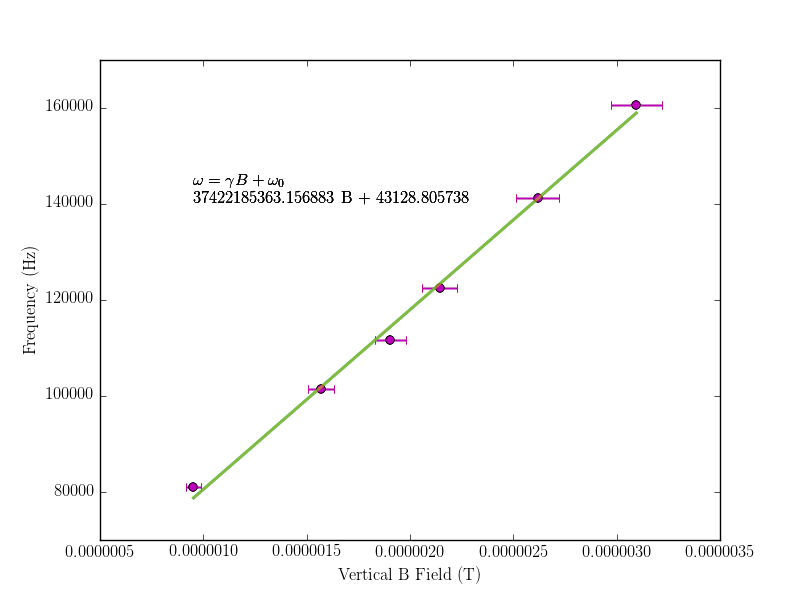 160000
140000
120000
100000
80000
Frequency (Hz)
ω = γB + ω₀
37422185363.156883 B + 43128.805738
0.0000005 0.0000010 0.0000015 0.0000020 0.0000025 0.0000030 0.0000035
Vertical B Field (T)